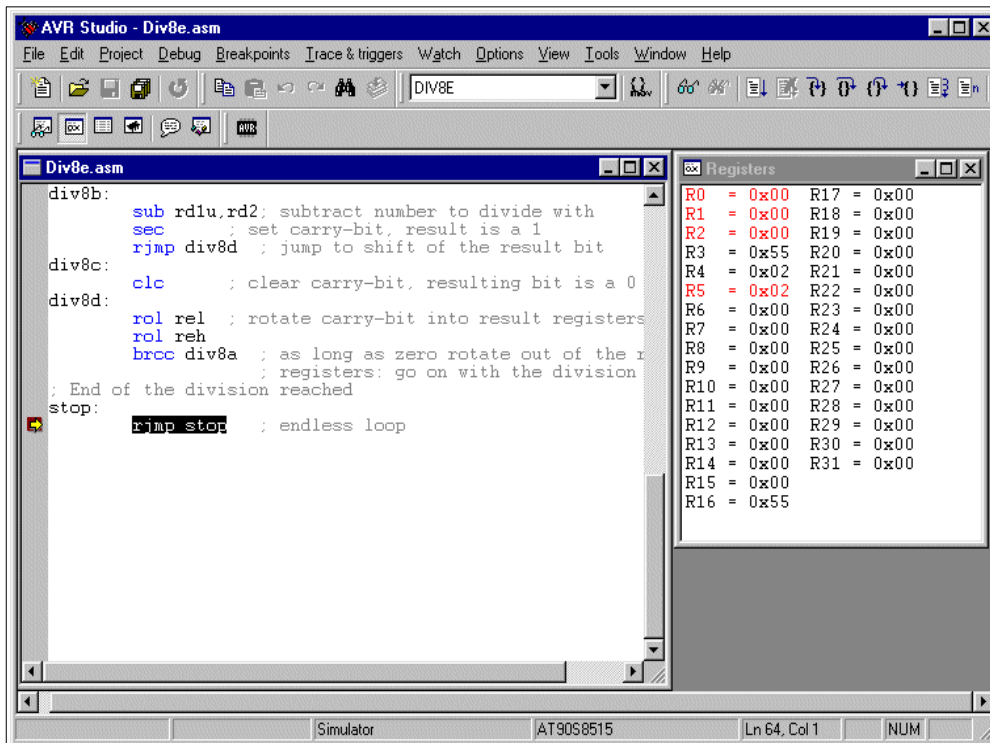 AVR Studio - Div8e.asm
File Edit Project Debug Breakpoints Trace & triggers Watch Options View Tools Window Help
DIV8E
AVR
Div8e.asm
div8b:
sub rd1u,rd2; subtract number to divide with
sec ; set carry-bit, result is a 1
rjmp div8d ; jump to shift of the result bit
div8c:
clc ; clear carry-bit, resulting bit is a 0
div8d:
rol rel ; rotate carry-bit into result registers
rol reh
brcc div8a ; as long as zero rotate out of the r
; registers: go on with the division
; End of the division reached
stop:
rjmp stop ; endless loop
Registers
R0 = 0x00 R17 = 0x00
R1 = 0x00 R18 = 0x00
R2 = 0x00 R19 = 0x00
R3 = 0x55 R20 = 0x00
R4 = 0x02 R21 = 0x00
R5 = 0x02 R22 = 0x00
R6 = 0x00 R23 = 0x00
R7 = 0x00 R24 = 0x00
R8 = 0x00 R25 = 0x00
R9 = 0x00 R26 = 0x00
R10 = 0x00 R27 = 0x00
R11 = 0x00 R28 = 0x00
R12 = 0x00 R29 = 0x00
R13 = 0x00 R30 = 0x00
R14 = 0x00 R31 = 0x00
R15 = 0x00
R16 = 0x55
Simulator AT90S8515 Ln 64, Col 1 NUM